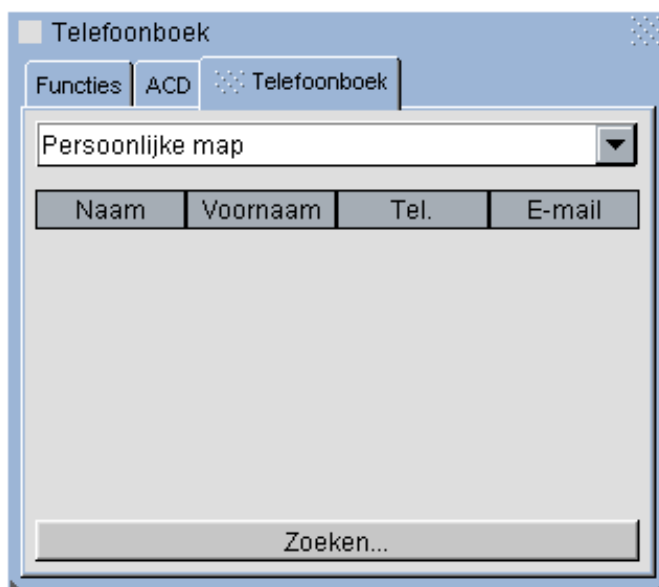 Telefoonboek
Functies ACD Telefoonboek
Persoonlijke map
Naam Voornaam Tel. E-mail
Zoeken...